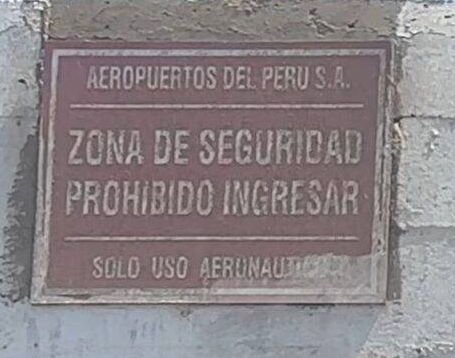 AEROPUERTOS DEL PERU S.A.
ZONA DE SEGURIDAD
PROHIBIDO INGRESAR
SOLO USO